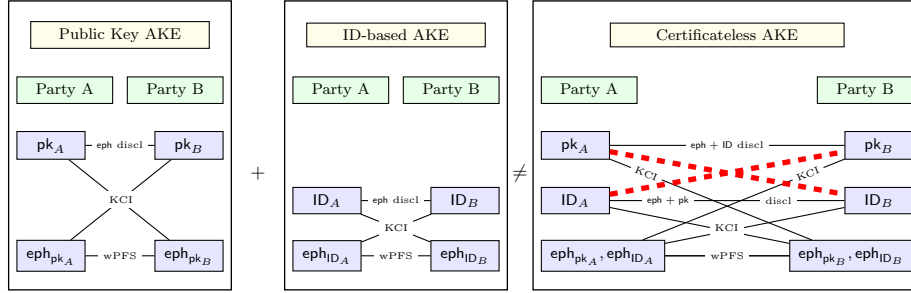 Public Key AKE
Party A
Party B
pk_A
eph discl
pk_B
KCI
eph_pk_A
wPFS
eph_pk_B
+
ID-based AKE
Party A
Party B
ID_A
eph discl
ID_B
KCI
eph_ID_A
wPFS
eph_ID_B
≠
Certificateless AKE
Party A
Party B
pk_A
eph + ID discl
pk_B
KCI
KCI
ID_A
eph + pk
discl
ID_B
KCI
eph_pk_A, eph_ID_A
wPFS
eph_pk_B, eph_ID_B